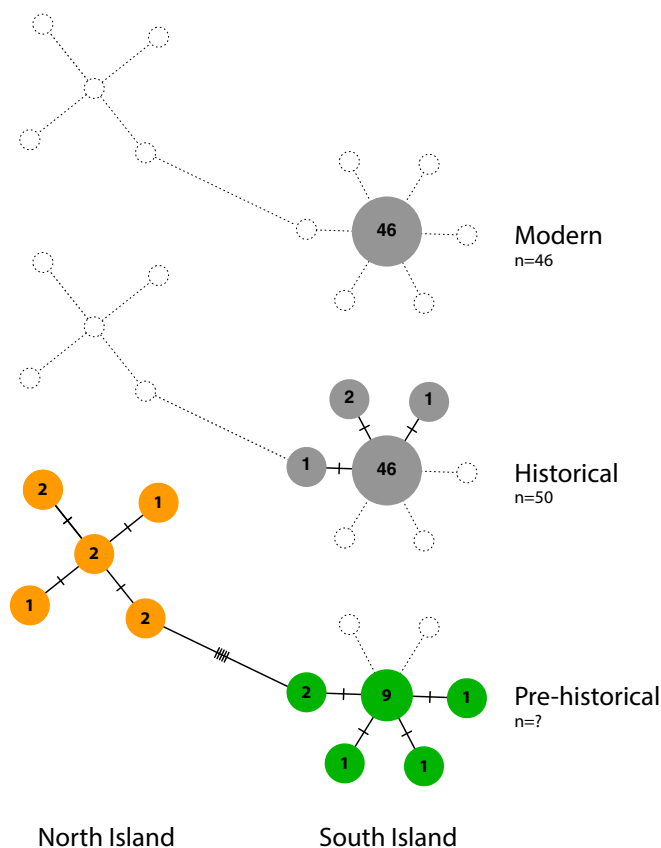 46
Modern
n=46
2
1
1
46
Historical
n=50
2
1
2
1
2
2
9
1
Pre-historical
n=?
1
1
North Island
South Island